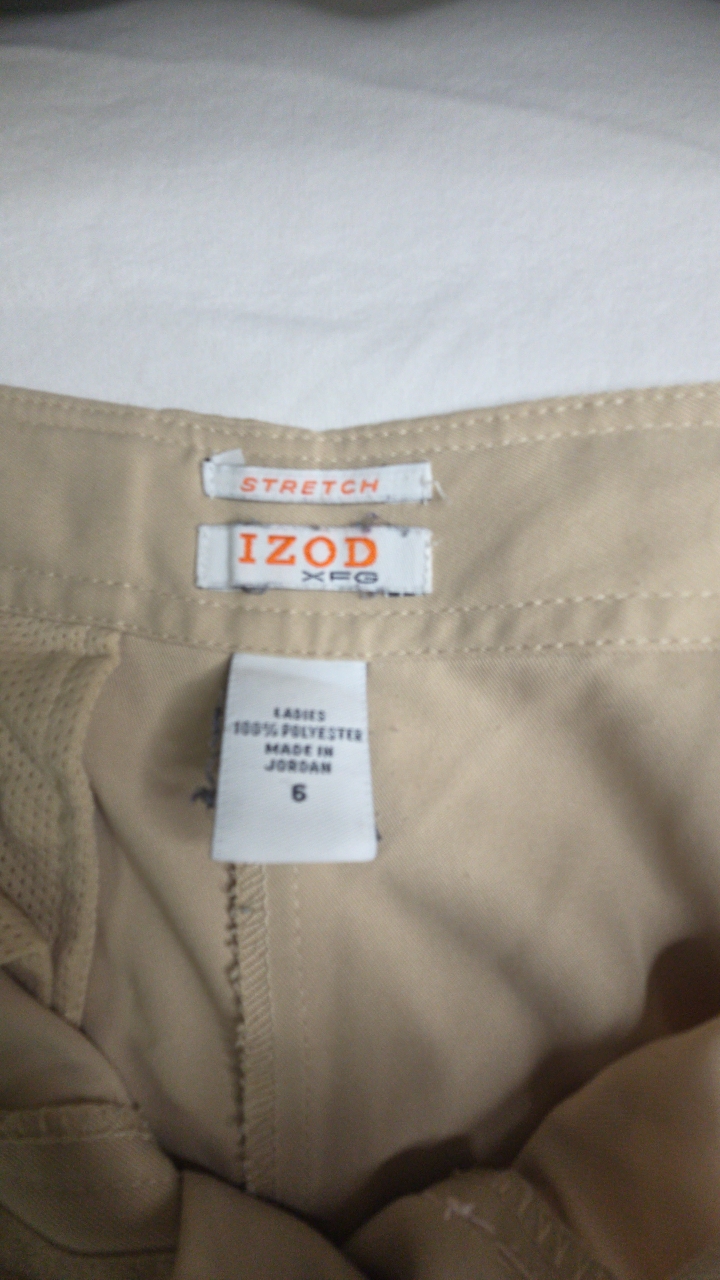 STRETCH
IZOD
XFG
LADIES
100% POLYESTER
MADE IN
JORDAN
6